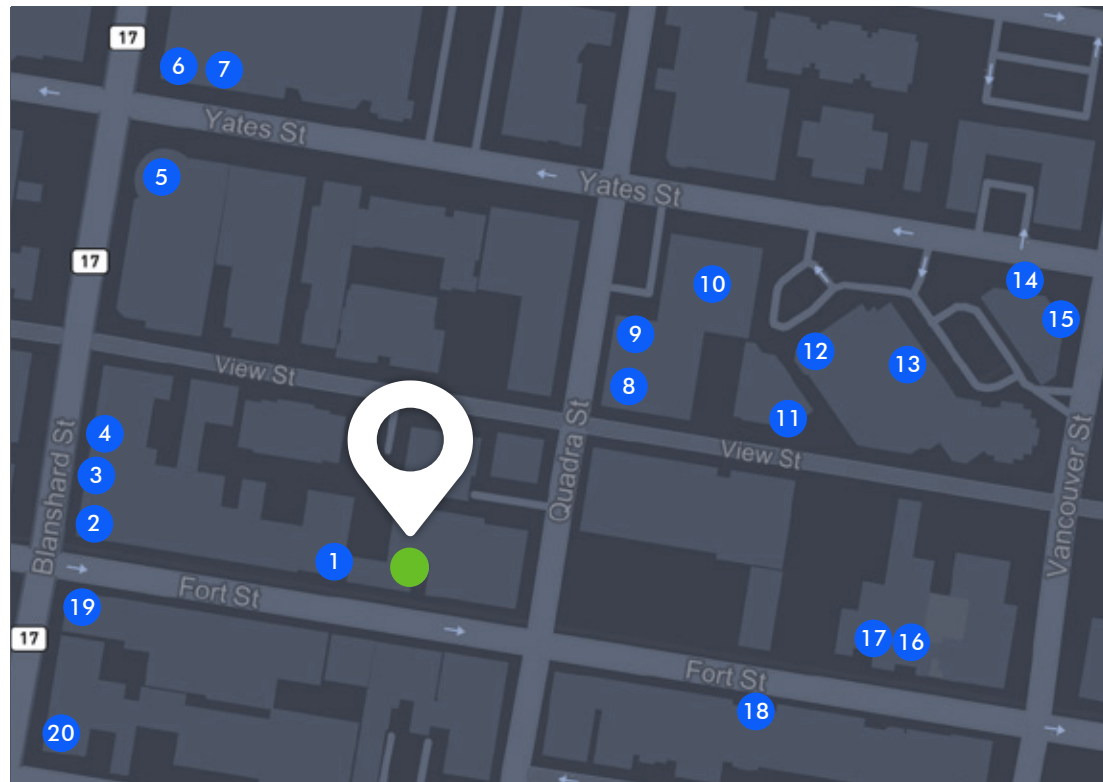 17
6
7
Yates St
5
Yates St
17
14
10
15
9
12
13
View St
8
11
4
Quadra St
View St
3
Blanshard St
2
Vancouver St
1
Fort St
19
17
17
16
Fort St
18
20